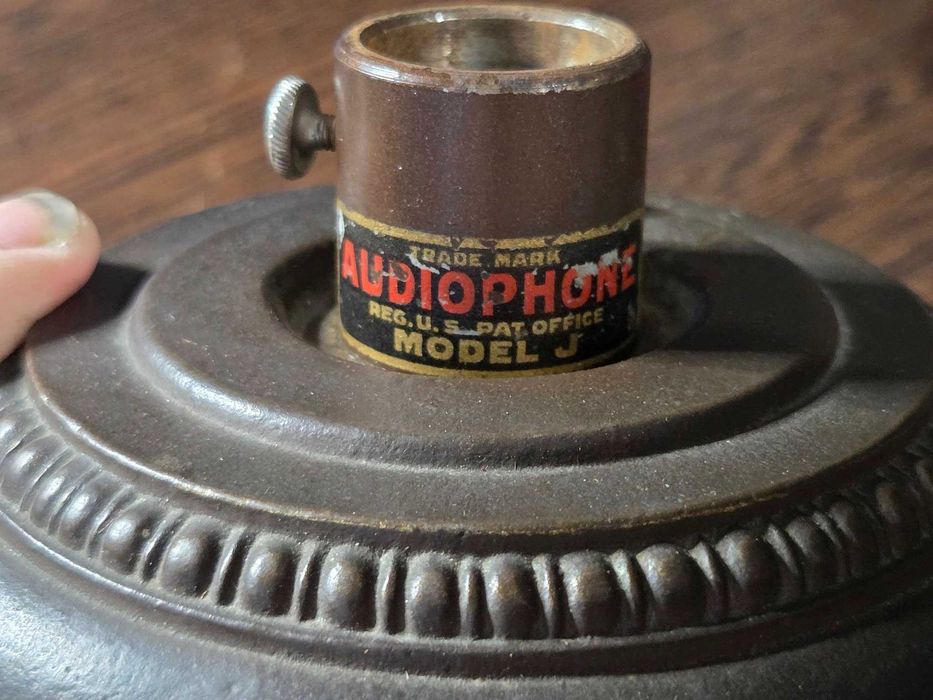 TRADE MARK
AUDIOPHONE
REG. U. S. PAT. OFFICE
MODEL J